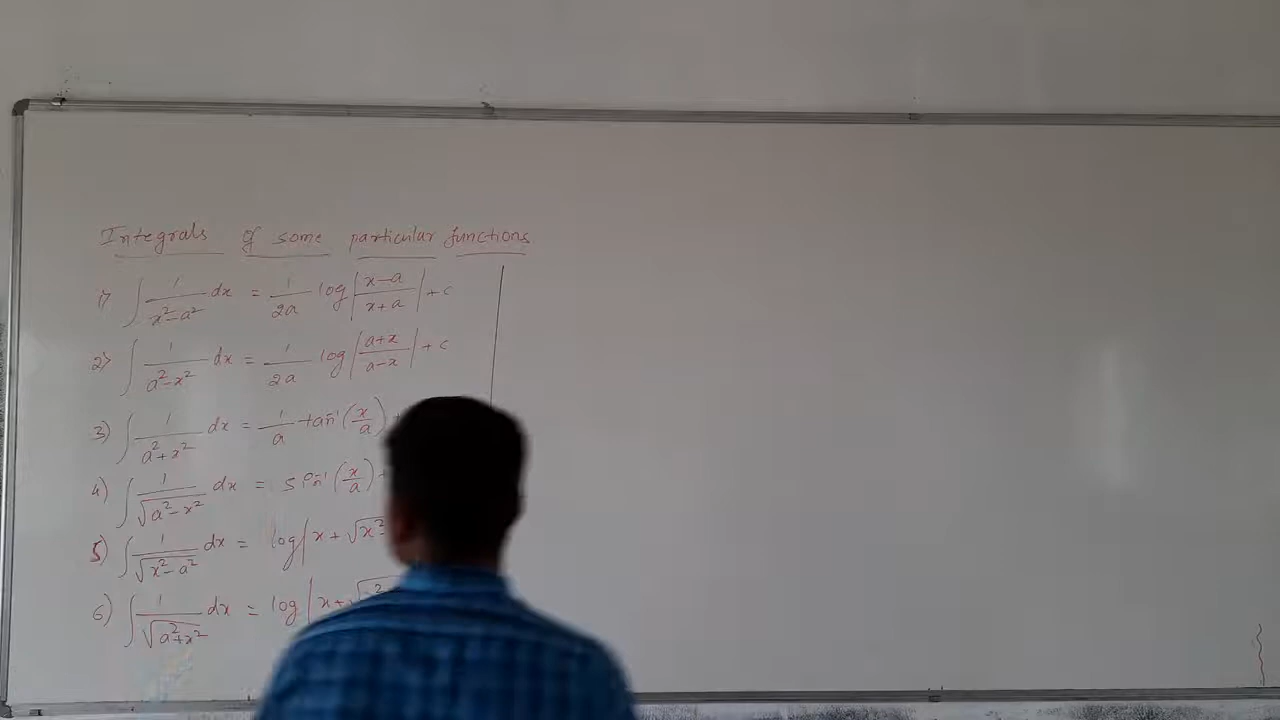 Integrals of some particular functions
1) ∫ 1/(x²-a²) dx = 1/2a log|(x-a)/(x+a)| + c
2) ∫ 1/(a²-x²) dx = 1/2a log|(a+x)/(a-x)| + c
3) ∫ 1/(a²+x²) dx = 1/a tan⁻¹(x/a)
4) ∫ 1/√(a²-x²) dx = sin⁻¹(x/a)
5) ∫ 1/√(x²-a²) dx = log|x + √x²
6) ∫ 1/√(a²+x²) dx = log|x + √